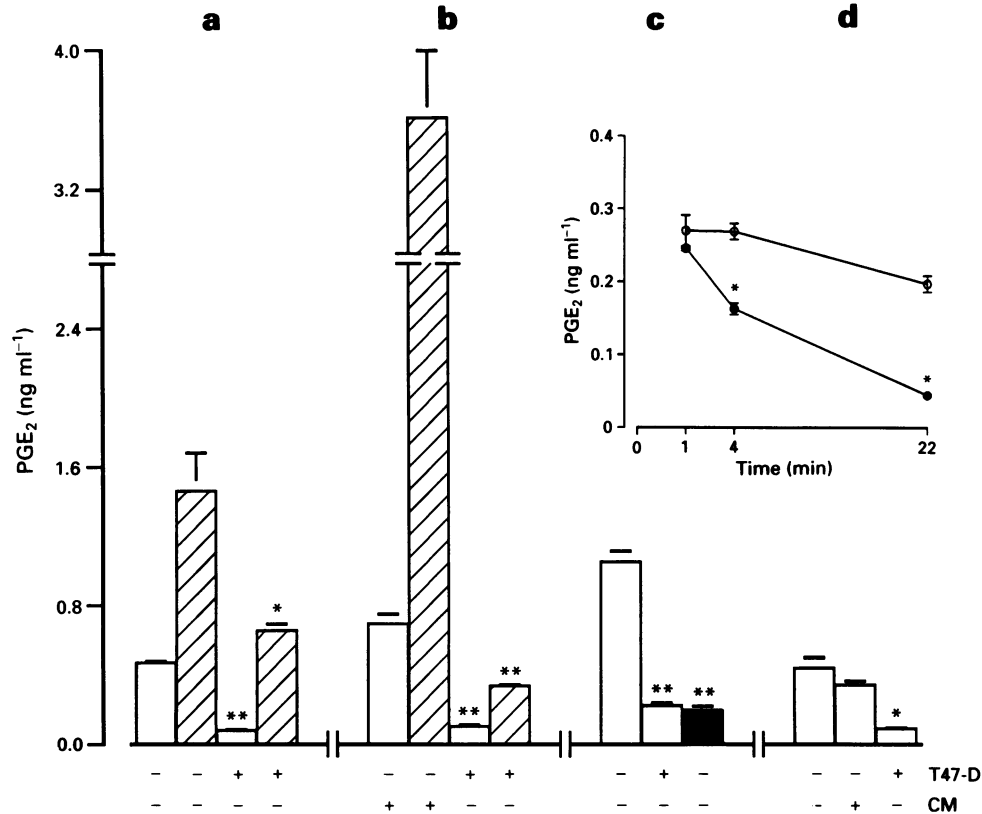 a b c d
4.0
3.2
2.4
1.6
0.8
0.0
PGE₂ (ng ml⁻¹)
0.4
0.3
0.2
0.1
0
PGE₂ (ng ml⁻¹)
* *
0 1 4 22
Time (min)
** * ** ** ** ** *
– – + + – – + + – + – – – + T47-D
– – – – + + – – – – – – + – CM